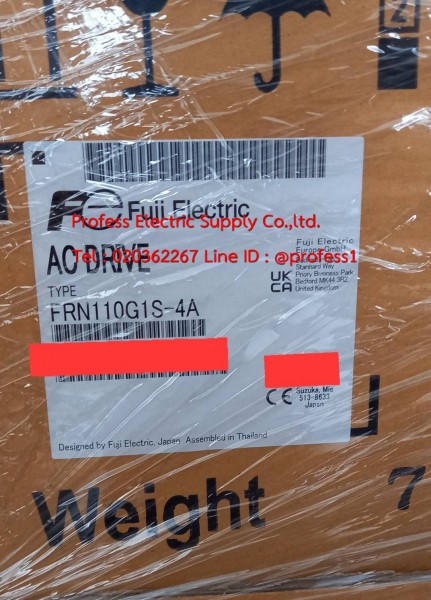 Fuji Electric
Profess Electric Supply Co.,ltd.
AC DRIVE
Tel : 020362267 Line ID : @profess1
Fuji Electric
Europe GmbH
Stannard Way
Priory Business Park
Bedford MK44 3RZ
United Kingdom
UK
CA
TYPE
FRN110G1S-4A
CE
Suzuka, Mie
513-8633
Japan
Designed by Fuji Electric, Japan Assembled in Thailand
Weight 7